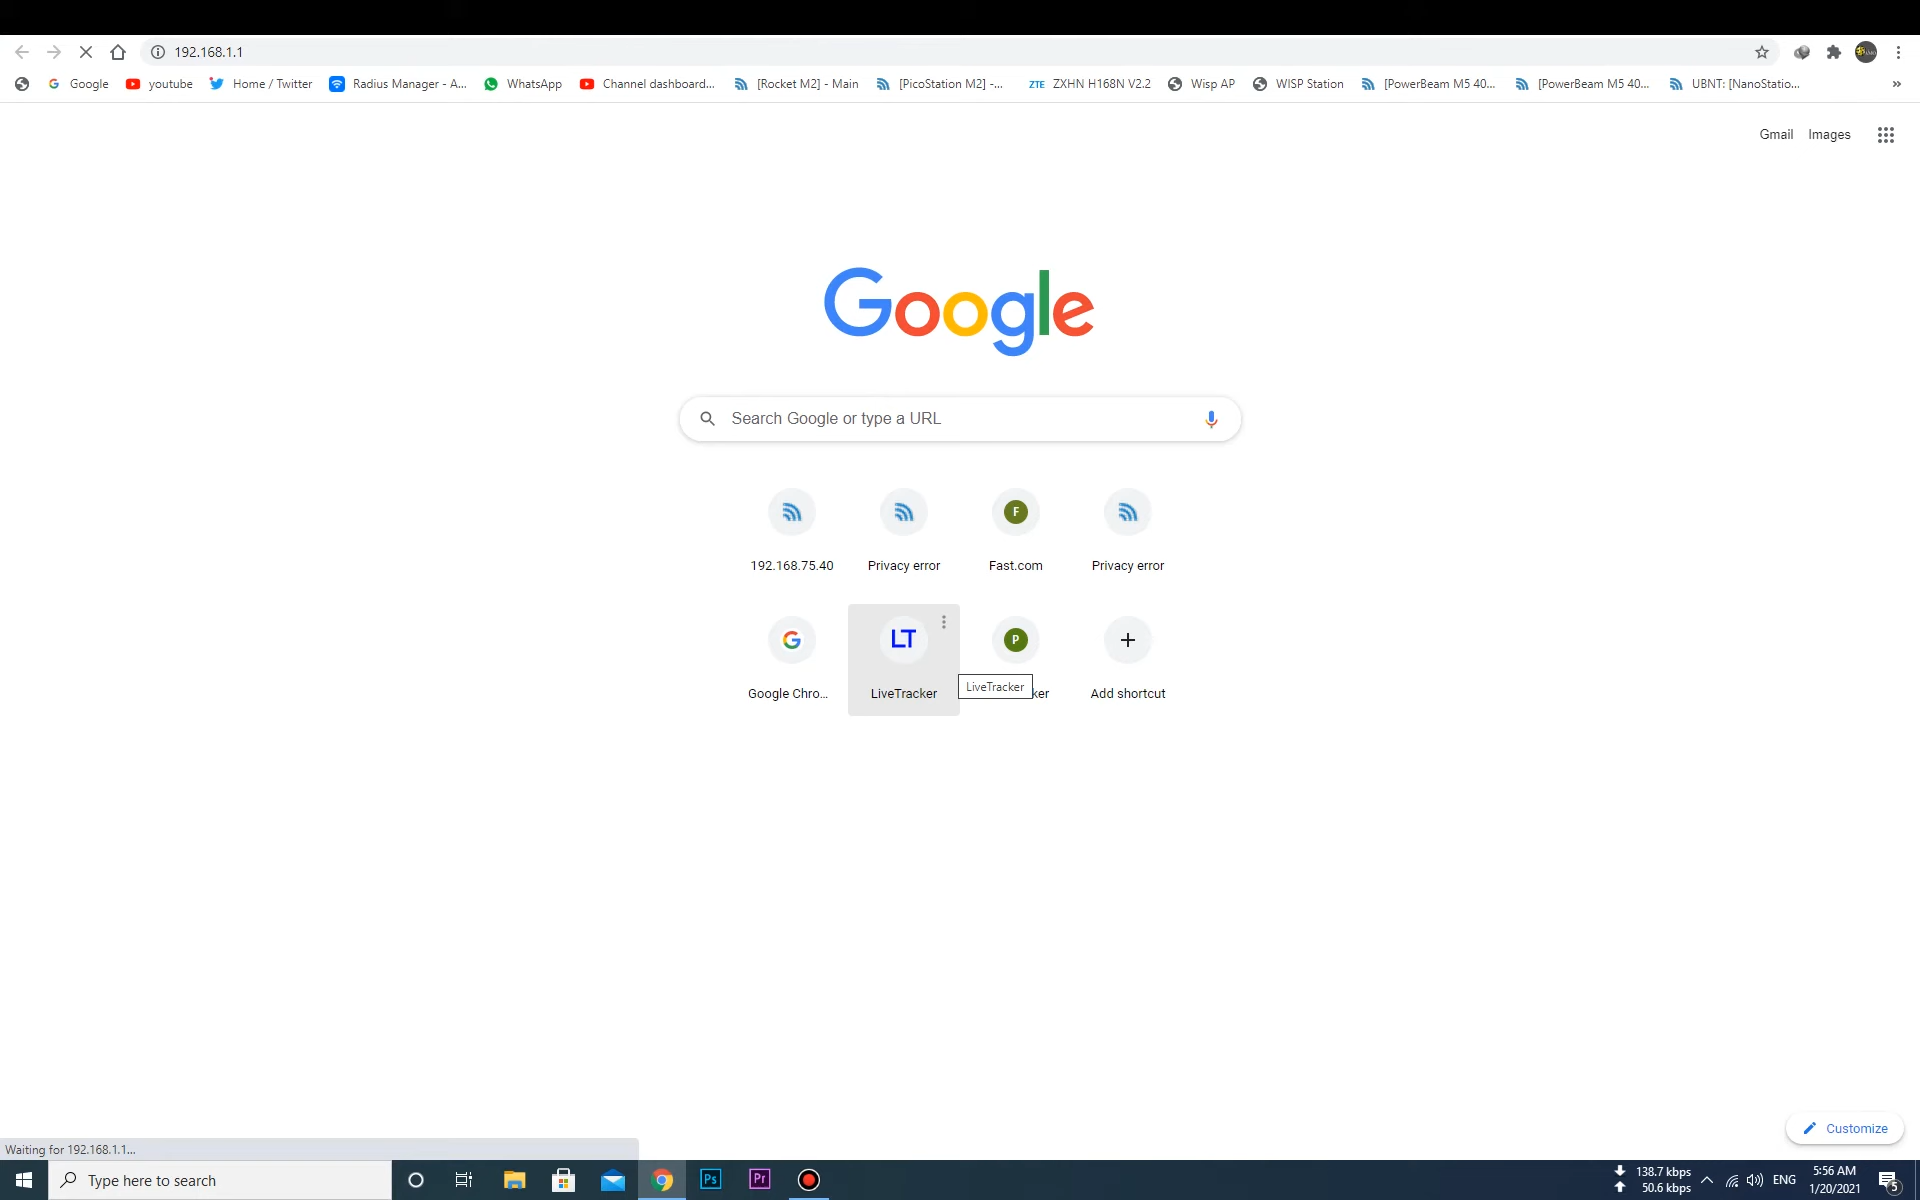 192.168.1.1
Google
youtube
Home / Twitter
Radius Manager - A...
WhatsApp
Channel dashboard...
[Rocket M2] - Main
[PicoStation M2] -...
ZTE ZXHN H168N V2.2
Wisp AP
WISP Station
[PowerBeam M5 40...
[PowerBeam M5 40...
UBNT: [NanoStatio...
»
Gmail Images
Google
Search Google or type a URL
F
192.168.75.40 Privacy error Fast.com Privacy error
LT P
Google Chro... LiveTracker ker Add shortcut
LiveTracker
Customize
Waiting for 192.168.1.1...
Type here to search
Ps
Pr
138.7 kbps
50.6 kbps
ENG
5:56 AM
1/20/2021
5